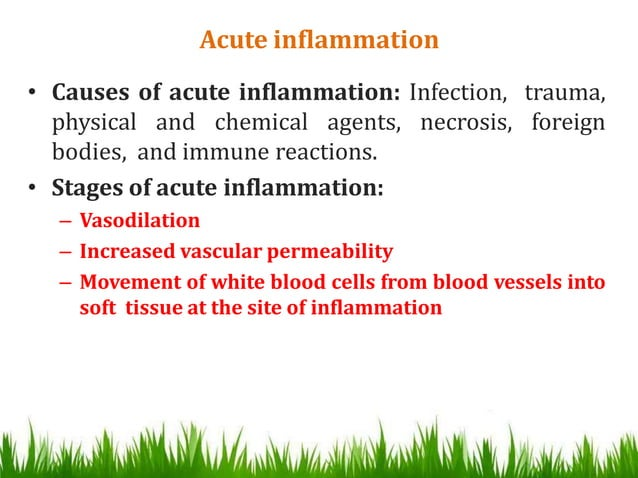 Acute inflammation
• Causes of acute inflammation: Infection, trauma,
physical and chemical agents, necrosis, foreign
bodies, and immune reactions.
• Stages of acute inflammation:
– Vasodilation
– Increased vascular permeability
– Movement of white blood cells from blood vessels into
soft tissue at the site of inflammation